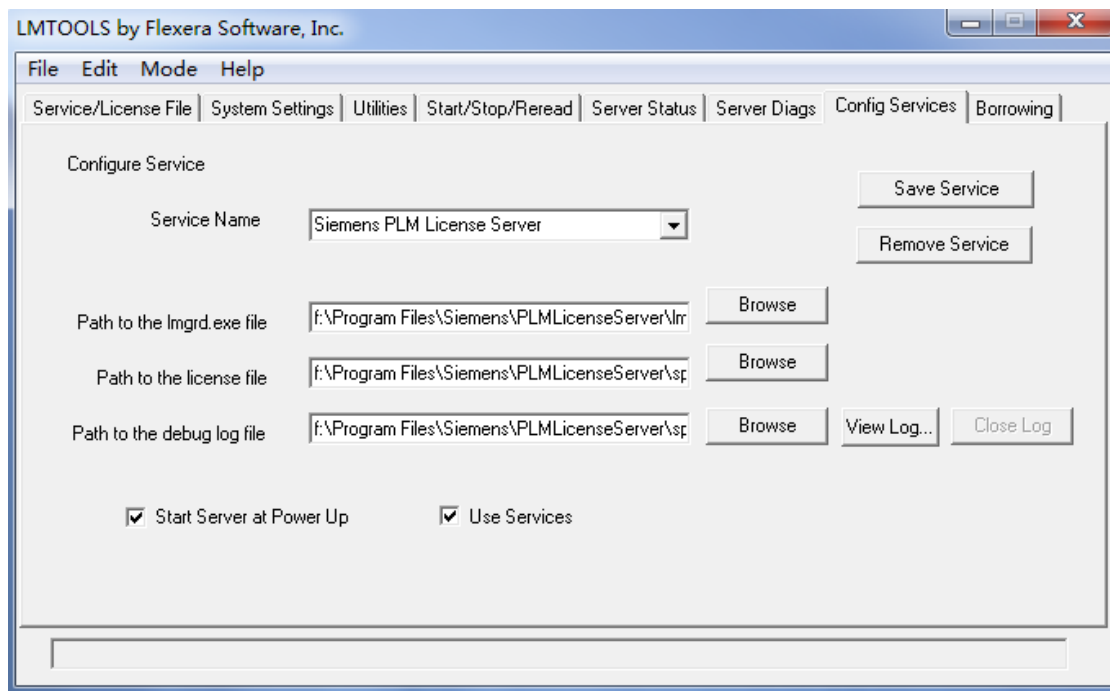 LMTOOLS by Flexera Software, Inc.
File Edit Mode Help
Service/License File System Settings Utilities Start/Stop/Reread Server Status Server Diags Config Services Borrowing
Configure Service
Save Service
Service Name Siemens PLM License Server
Remove Service
Path to the lmgrd.exe file f:\Program Files\Siemens\PLMLicenseServer\lm Browse
Path to the license file f:\Program Files\Siemens\PLMLicenseServer\sp Browse
Path to the debug log file f:\Program Files\Siemens\PLMLicenseServer\sp Browse View Log... Close Log
Start Server at Power Up Use Services